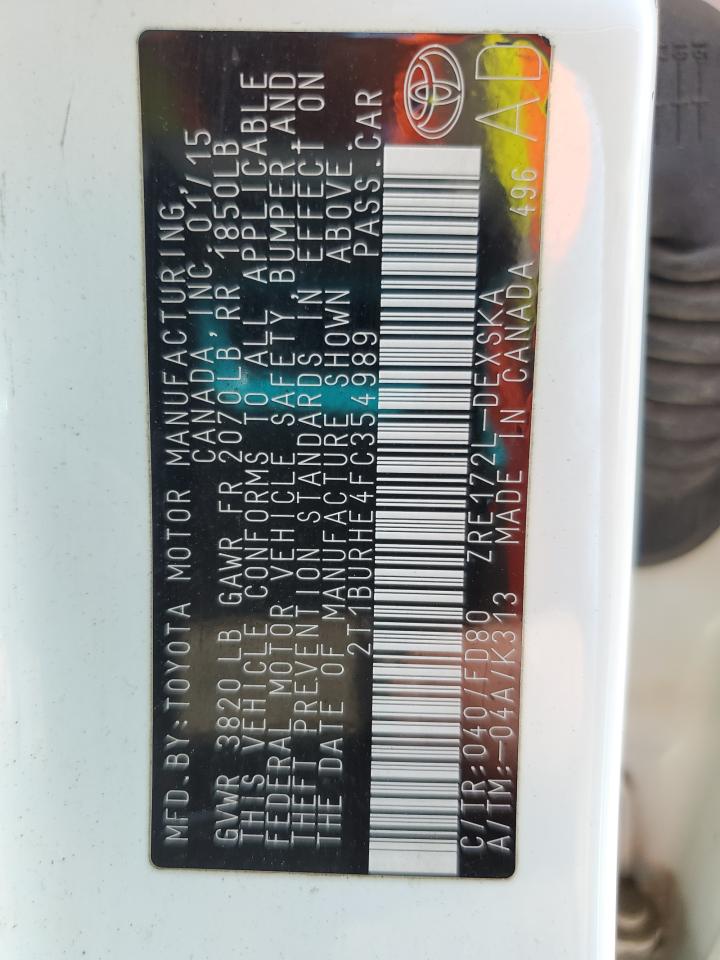 MFD.BY:TOYOTA MOTOR MANUFACTURING,
CANADA, INC. 01/15
GVWR 3820 LB GAWR FR 2070LB,RR 1850LB
THIS VEHICLE CONFORMS TO ALL APPLICABLE
FEDERAL MOTOR VEHICLE SAFETY, BUMPER,AND
THEFT PREVENTION STANDARDS IN EFFECT ON
THE DATE OF MANUFACTURE SHOWN ABOVE.
2T1BURHE4FC354989 PASS.CAR
C/TR:040/FD80 ZRE172L-DEXSKA
A/TM:-04A/K313 MADE IN CANADA 496
AD